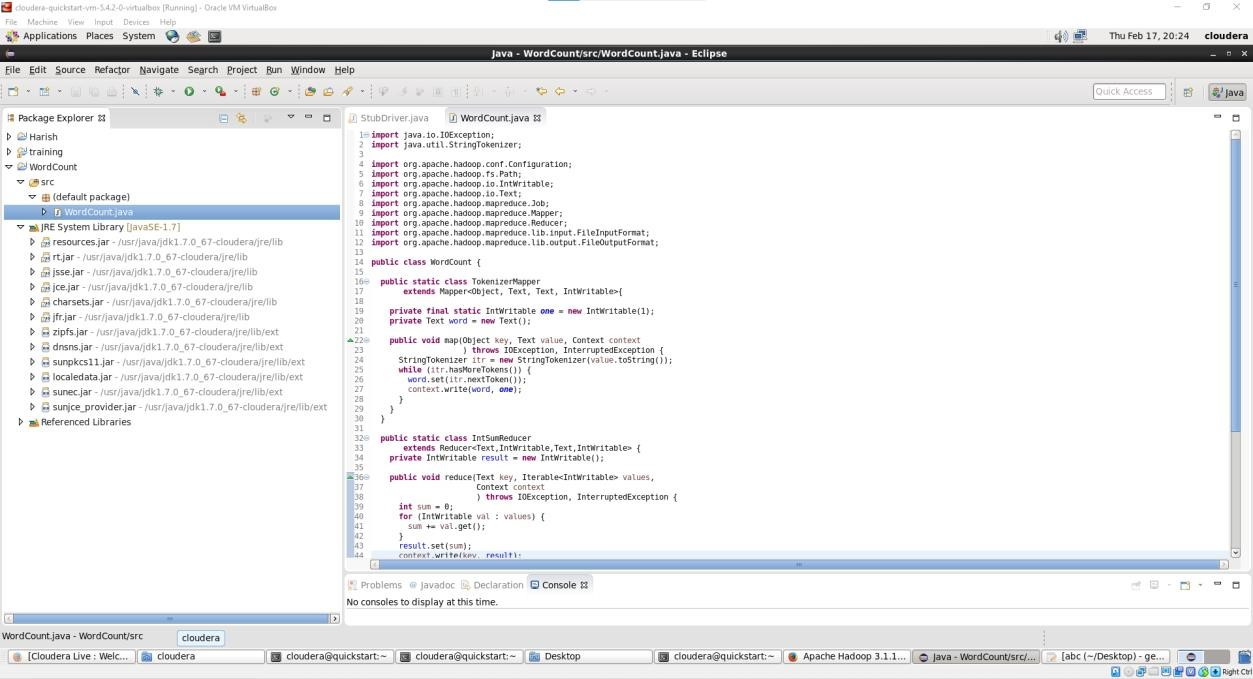 cloudera-quickstart-vm-5.4.2-0-virtualbox [Running] - Oracle VM VirtualBox
File Machine View Input Devices Help
Applications Places System Thu Feb 17, 20:24 cloudera
Java - WordCount/src/WordCount.java - Eclipse
File Edit Source Refactor Navigate Search Project Run Window Help
Quick Access Java
Package Explorer
Harish
training
WordCount
src
(default package)
WordCount.java
JRE System Library [JavaSE-1.7]
resources.jar - /usr/java/jdk1.7.0_67-cloudera/jre/lib
rt.jar - /usr/java/jdk1.7.0_67-cloudera/jre/lib
jsse.jar - /usr/java/jdk1.7.0_67-cloudera/jre/lib
jce.jar - /usr/java/jdk1.7.0_67-cloudera/jre/lib
charsets.jar - /usr/java/jdk1.7.0_67-cloudera/jre/lib
jfr.jar - /usr/java/jdk1.7.0_67-cloudera/jre/lib
zipfs.jar - /usr/java/jdk1.7.0_67-cloudera/jre/lib/ext
dnsns.jar - /usr/java/jdk1.7.0_67-cloudera/jre/lib/ext
sunpkcs11.jar - /usr/java/jdk1.7.0_67-cloudera/jre/lib/ext
localedata.jar - /usr/java/jdk1.7.0_67-cloudera/jre/lib/ext
sunec.jar - /usr/java/jdk1.7.0_67-cloudera/jre/lib/ext
sunjce_provider.jar - /usr/java/jdk1.7.0_67-cloudera/jre/lib/ext
Referenced Libraries
StubDriver.java WordCount.java
1 import java.io.IOException;
2 import java.util.StringTokenizer;
3
4 import org.apache.hadoop.conf.Configuration;
5 import org.apache.hadoop.fs.Path;
6 import org.apache.hadoop.io.IntWritable;
7 import org.apache.hadoop.io.Text;
8 import org.apache.hadoop.mapreduce.Job;
9 import org.apache.hadoop.mapreduce.Mapper;
10 import org.apache.hadoop.mapreduce.Reducer;
11 import org.apache.hadoop.mapreduce.lib.input.FileInputFormat;
12 import org.apache.hadoop.mapreduce.lib.output.FileOutputFormat;
13
14 public class WordCount {
15
16 public static class TokenizerMapper
17 extends Mapper<Object, Text, Text, IntWritable>{
18
19 private final static IntWritable one = new IntWritable(1);
20 private Text word = new Text();
21
22 public void map(Object key, Text value, Context context
23 ) throws IOException, InterruptedException {
24 StringTokenizer itr = new StringTokenizer(value.toString());
25 while (itr.hasMoreTokens()) {
26 word.set(itr.nextToken());
27 context.write(word, one);
28 }
29 }
30 }
31
32 public static class IntSumReducer
33 extends Reducer<Text,IntWritable,Text,IntWritable> {
34 private IntWritable result = new IntWritable();
35
36 public void reduce(Text key, Iterable<IntWritable> values,
37 Context context
38 ) throws IOException, InterruptedException {
39 int sum = 0;
40 for (IntWritable val : values) {
41 sum += val.get();
42 }
43 result.set(sum);
44 context.write(key, result);
Problems Javadoc Declaration Console
No consoles to display at this time.
WordCount.java - WordCount/src cloudera
[Cloudera Live : Welc... cloudera cloudera@quickstart:~ cloudera@quickstart:~ Desktop cloudera@quickstart:~ Apache Hadoop 3.1.1... Java - WordCount/src/... [abc (~/Desktop) - ge...
Right Ctrl